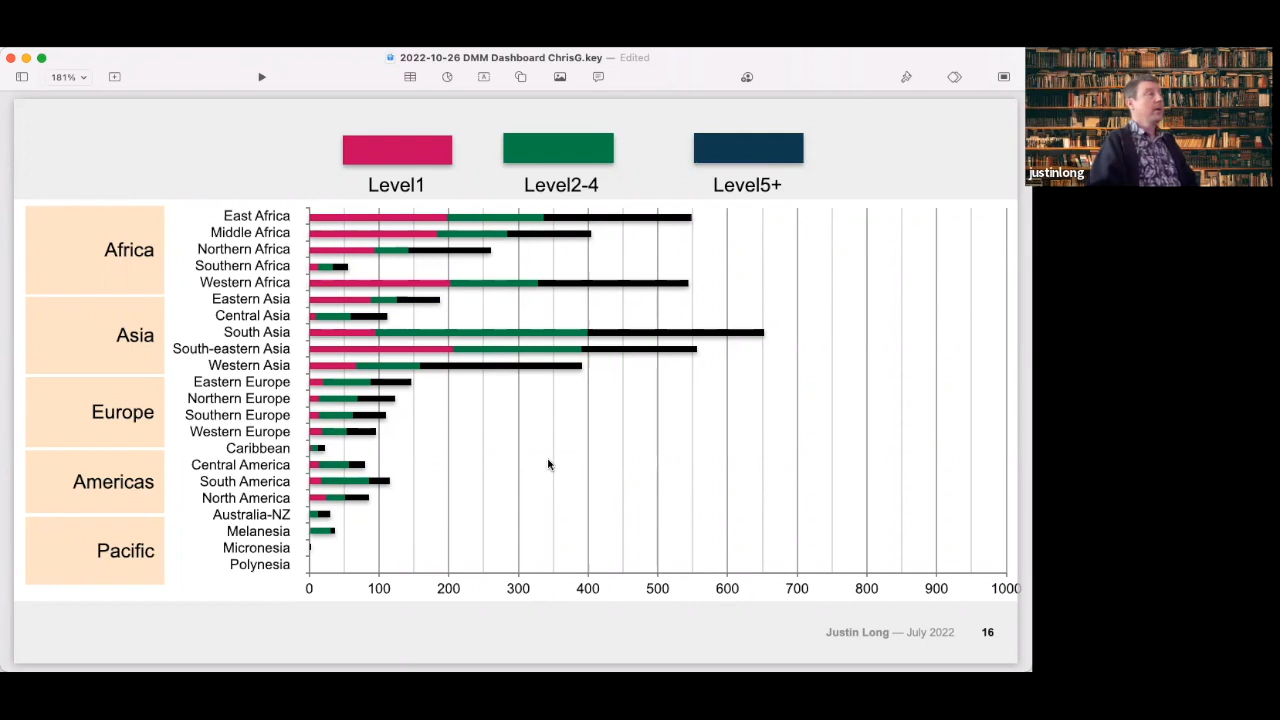 2022-10-26 DMM Dashboard ChrisG.key — Edited
181%
justinlong
Level1
Level2-4
Level5+
Africa
East Africa
Middle Africa
Northern Africa
Southern Africa
Western Africa
Asia
Eastern Asia
Central Asia
South Asia
South-eastern Asia
Western Asia
Europe
Eastern Europe
Northern Europe
Southern Europe
Western Europe
Americas
Caribbean
Central America
South America
North America
Pacific
Australia-NZ
Melanesia
Micronesia
Polynesia
0 100 200 300 400 500 600 700 800 900 1000
Justin Long — July 2022 16